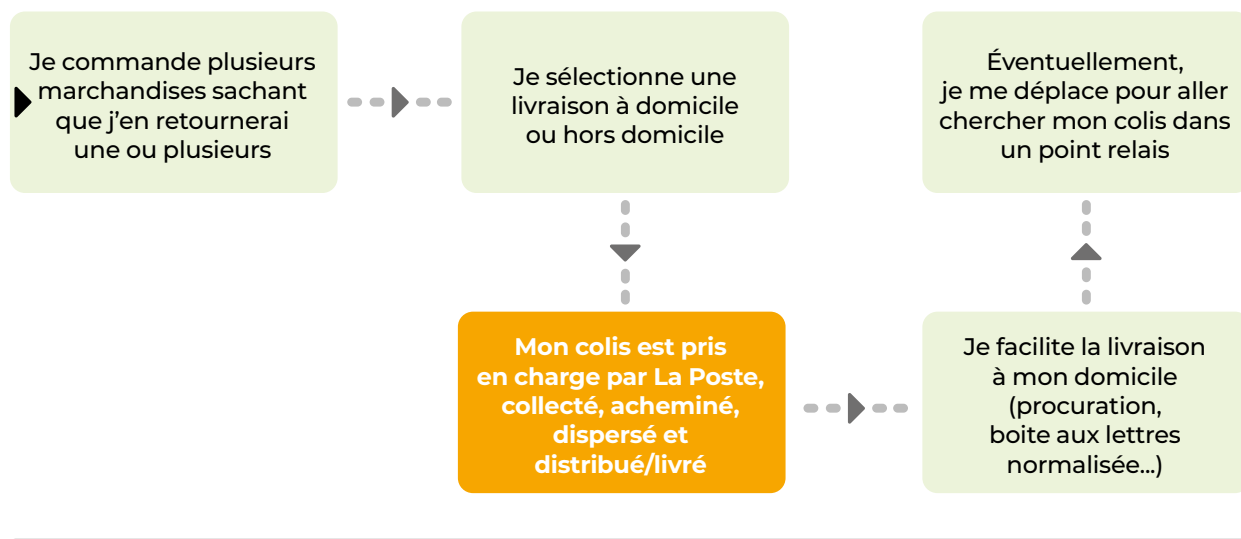 Je commande plusieurs
marchandises sachant
que j’en retournerai
une ou plusieurs
Je sélectionne une
livraison à domicile
ou hors domicile
Mon colis est pris
en charge par La Poste,
collecté, acheminé,
dispersé et
distribué/livré
Je facilite la livraison
à mon domicile
(procuration,
boite aux lettres
normalisée...)
Éventuellement,
je me déplace pour aller
chercher mon colis dans
un point relais